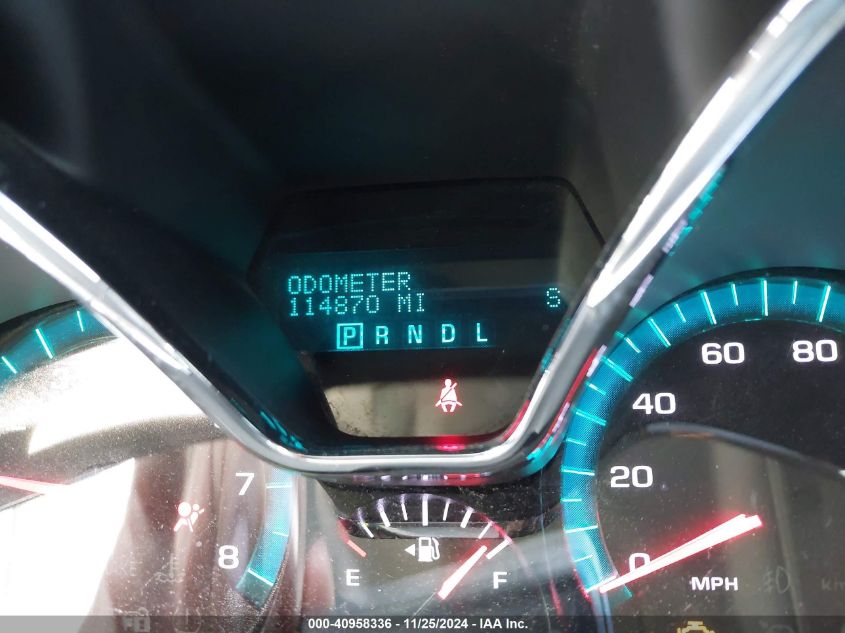 ODOMETER
114870 MI S
P R N D L
60 80
40
7 20
8 0
E F MPH
000-40958336 - 11/25/2024 - IAA Inc.